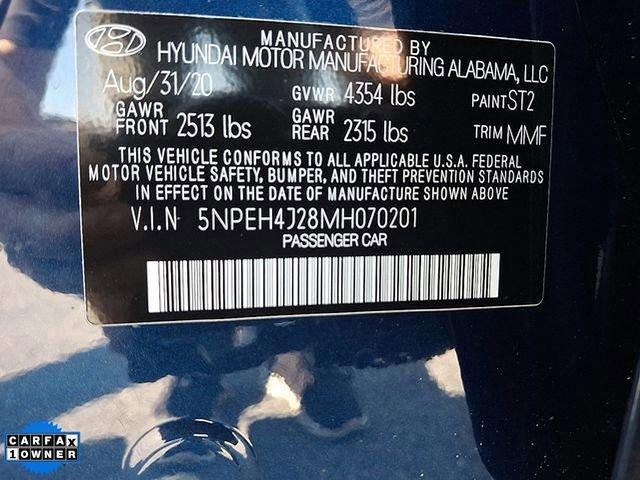 MANUFACTURED BY
HYUNDAI MOTOR MANUFACTURING ALABAMA, LLC
Aug/31/20 GVWR 4354 lbs PAINT ST2
GAWR FRONT 2513 lbs GAWR REAR 2315 lbs TRIM MMF
THIS VEHICLE CONFORMS TO ALL APPLICABLE U.S.A. FEDERAL
MOTOR VEHICLE SAFETY, BUMPER, AND THEFT PREVENTION STANDARDS
IN EFFECT ON THE DATE OF MANUFACTURE SHOWN ABOVE
V.I.N 5NPEH4J28MH070201
PASSENGER CAR
CARFAX
1 OWNER